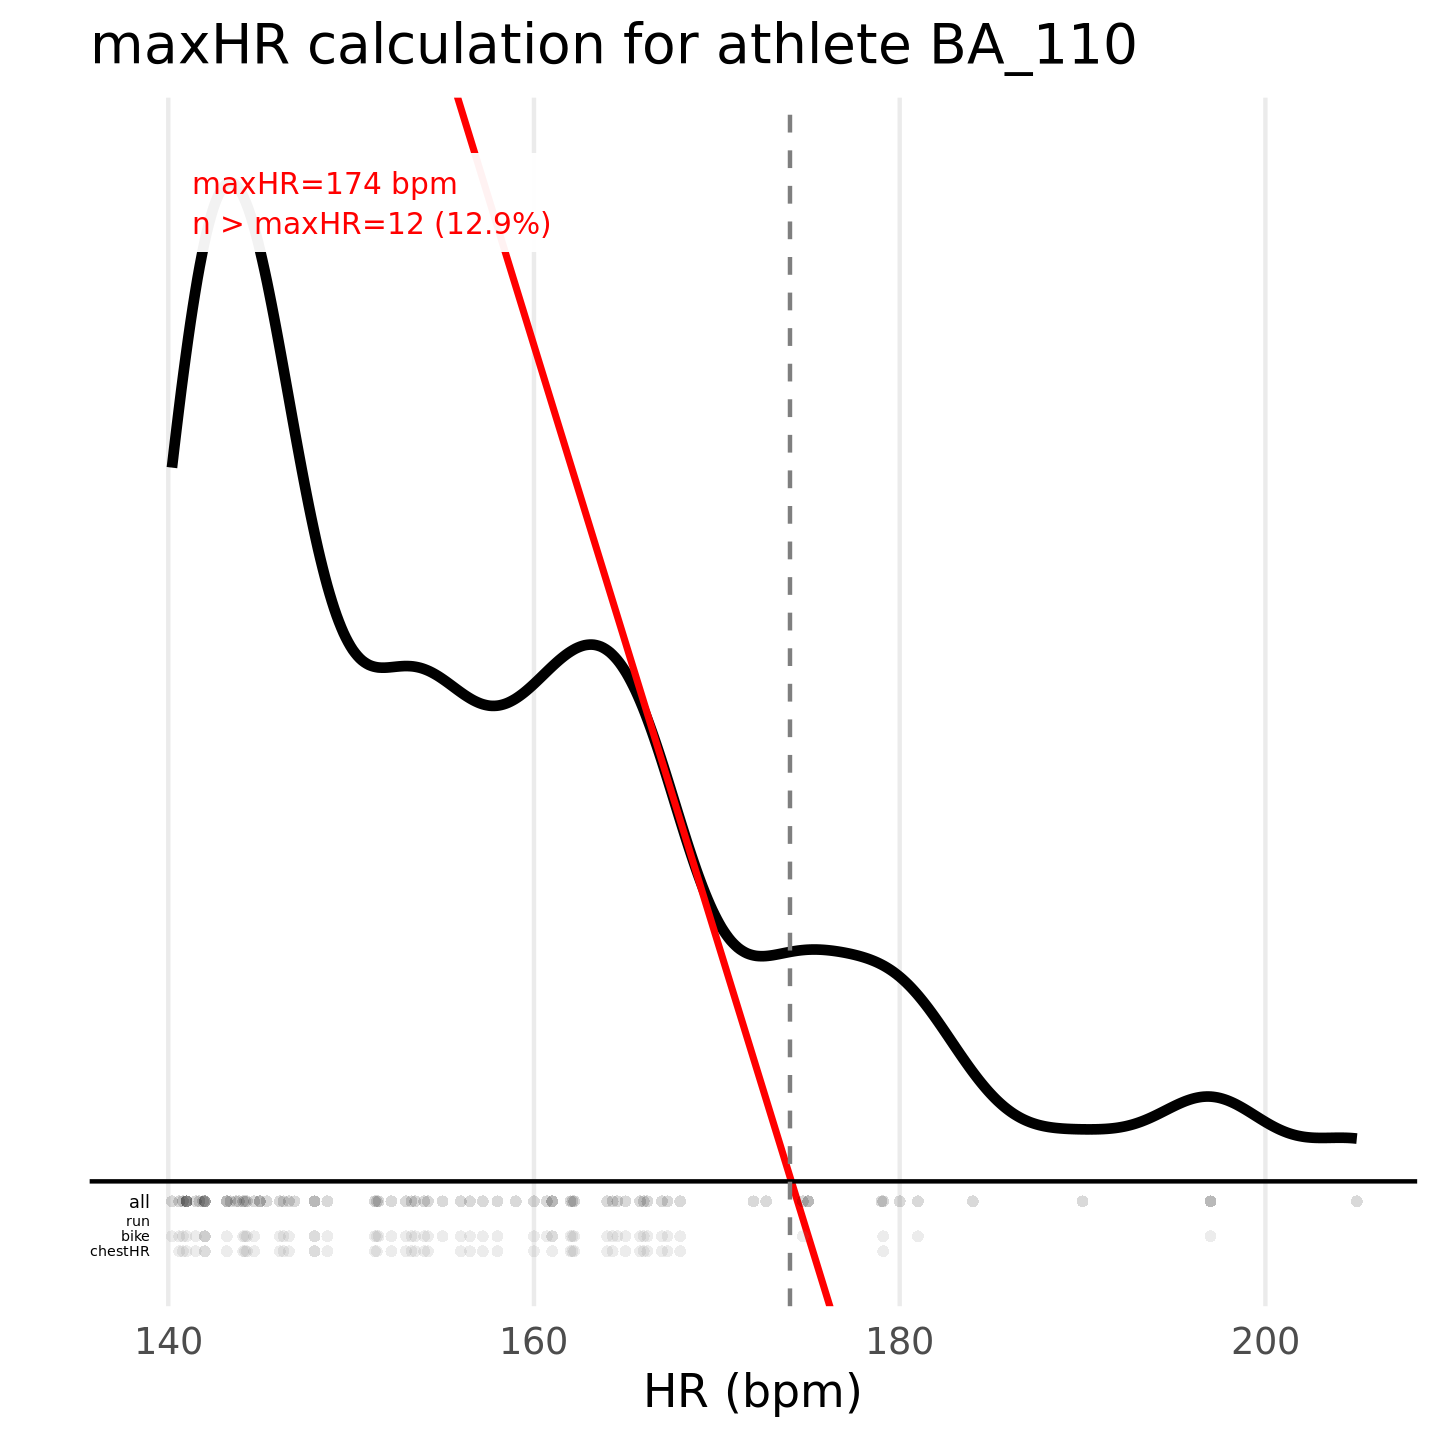 maxHR calculation for athlete BA_110
maxHR=174 bpm
n > maxHR=12 (12.9%)
all
run
bike
chestHR
140 160 180 200
HR (bpm)